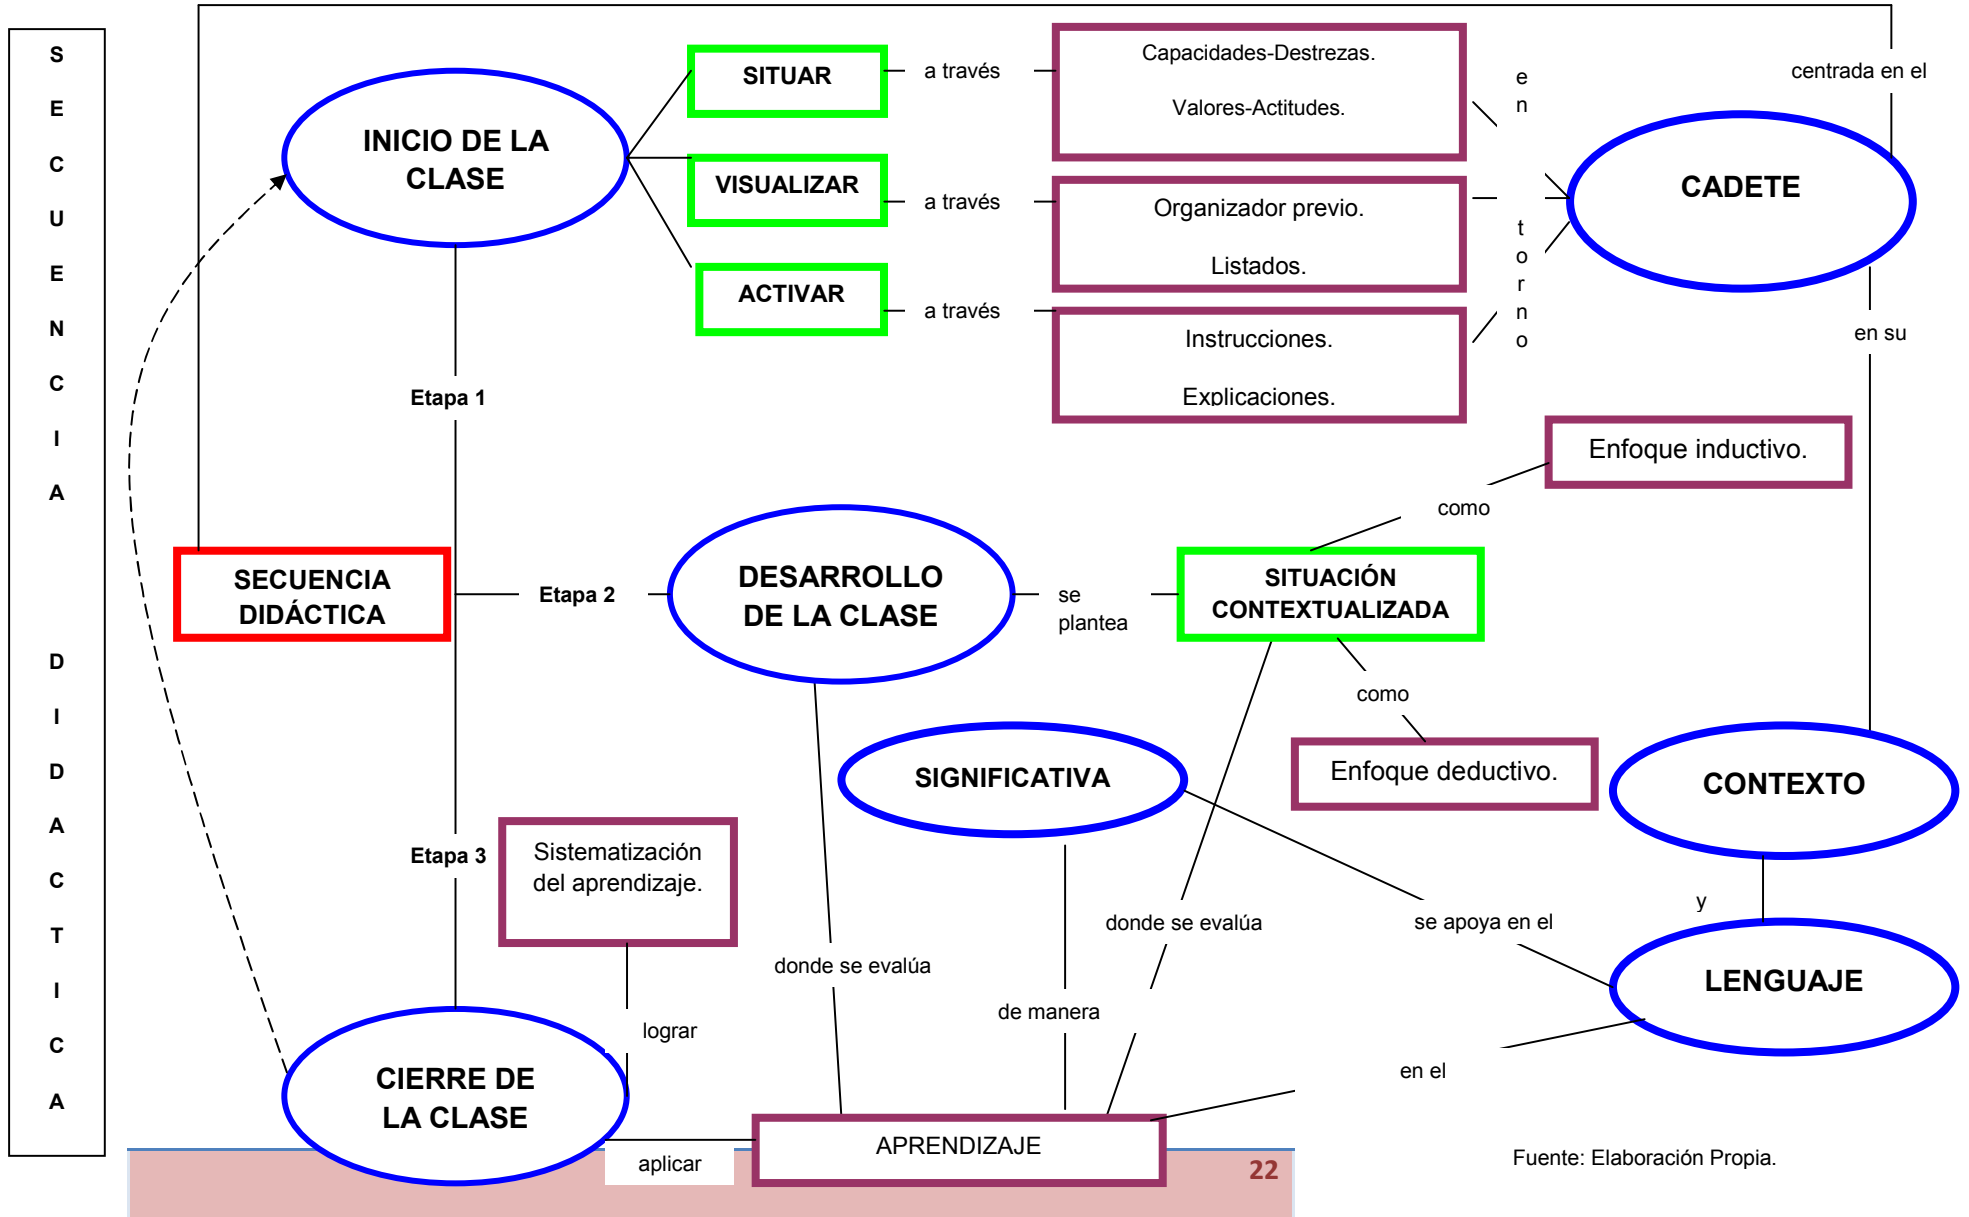 SECUENCIA DIDACTICA
INICIO DE LA
CLASE
SITUAR
a través
Capacidades-Destrezas.
Valores-Actitudes.
en torno
centrada en el
CADETE
VISUALIZAR
a través
Organizador previo.
Listados.
ACTIVAR
a través
Instrucciones.
Explicaciones.
en su
Etapa 1
Enfoque inductivo.
como
SECUENCIA
DIDÁCTICA
Etapa 2
DESARROLLO
DE LA CLASE
se
plantea
SITUACIÓN
CONTEXTUALIZADA
como
Enfoque deductivo.
SIGNIFICATIVA
CONTEXTO
Etapa 3
Sistematización
del aprendizaje.
y
donde se evalúa
donde se evalúa
se apoya en el
LENGUAJE
de manera
lograr
en el
CIERRE DE
LA CLASE
aplicar
APRENDIZAJE
22
Fuente: Elaboración Propia.